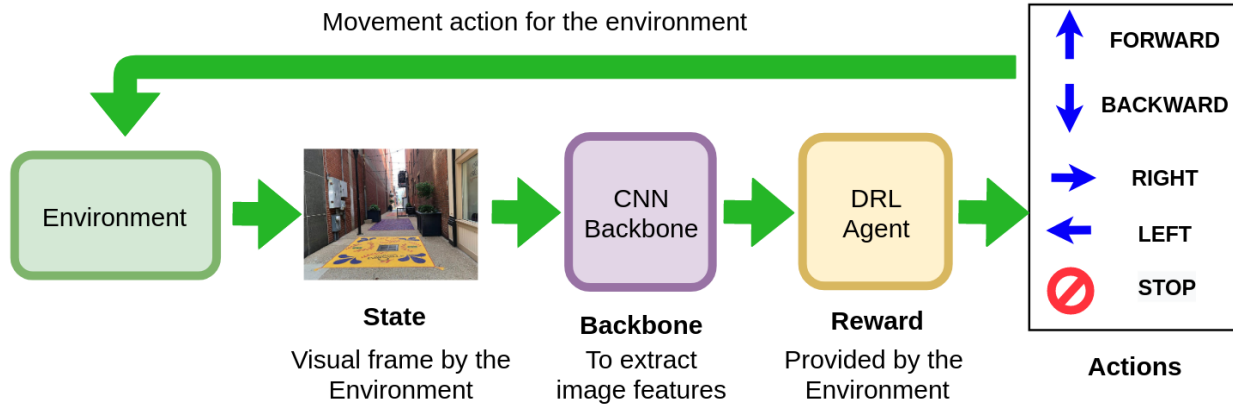 Movement action for the environment
FORWARD
BACKWARD
RIGHT
LEFT
STOP
Environment
CNN
Backbone
DRL
Agent
State
Visual frame by the
Environment
Backbone
To extract
image features
Reward
Provided by the
Environment
Actions